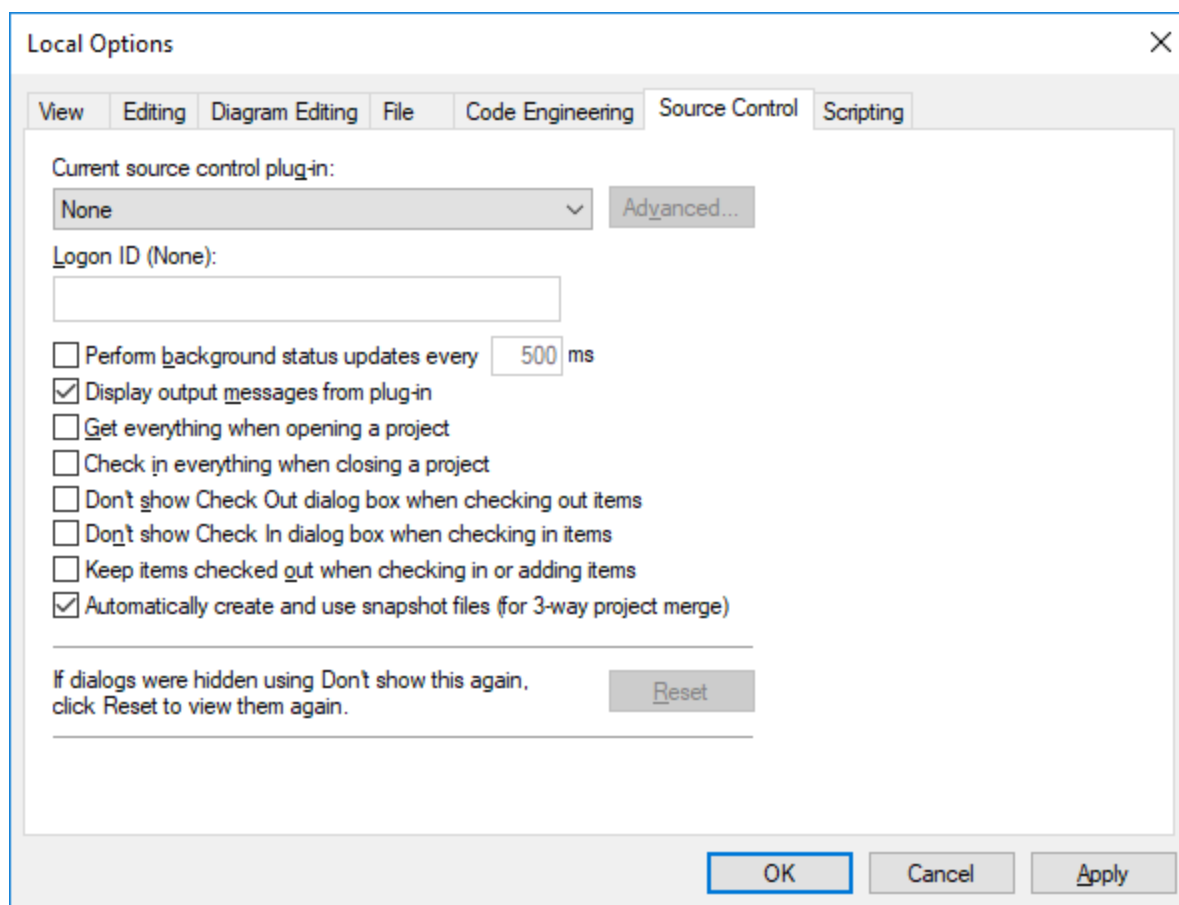 Local Options
View Editing Diagram Editing File Code Engineering Source Control Scripting
Current source control plug-in:
None Advanced...
Logon ID (None):
Perform background status updates every 500 ms
Display output messages from plug-in
Get everything when opening a project
Check in everything when closing a project
Don't show Check Out dialog box when checking out items
Don't show Check In dialog box when checking in items
Keep items checked out when checking in or adding items
Automatically create and use snapshot files (for 3-way project merge)
If dialogs were hidden using Don't show this again,
click Reset to view them again.
Reset
OK Cancel Apply